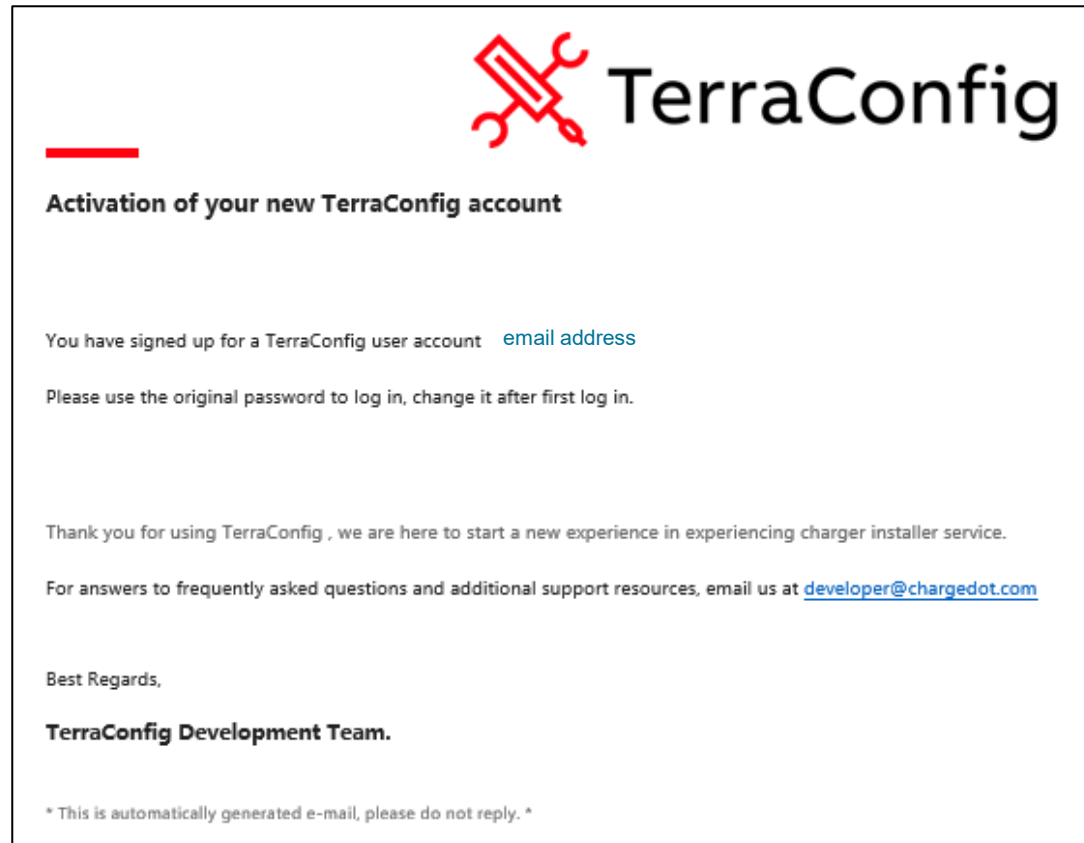 TerraConfig
Activation of your new TerraConfig account
You have signed up for a TerraConfig user account email address
Please use the original password to log in, change it after first log in.
Thank you for using TerraConfig , we are here to start a new experience in experiencing charger installer service.
For answers to frequently asked questions and additional support resources, email us at developer@chargedot.com
Best Regards,
TerraConfig Development Team.
* This is automatically generated e-mail, please do not reply. *